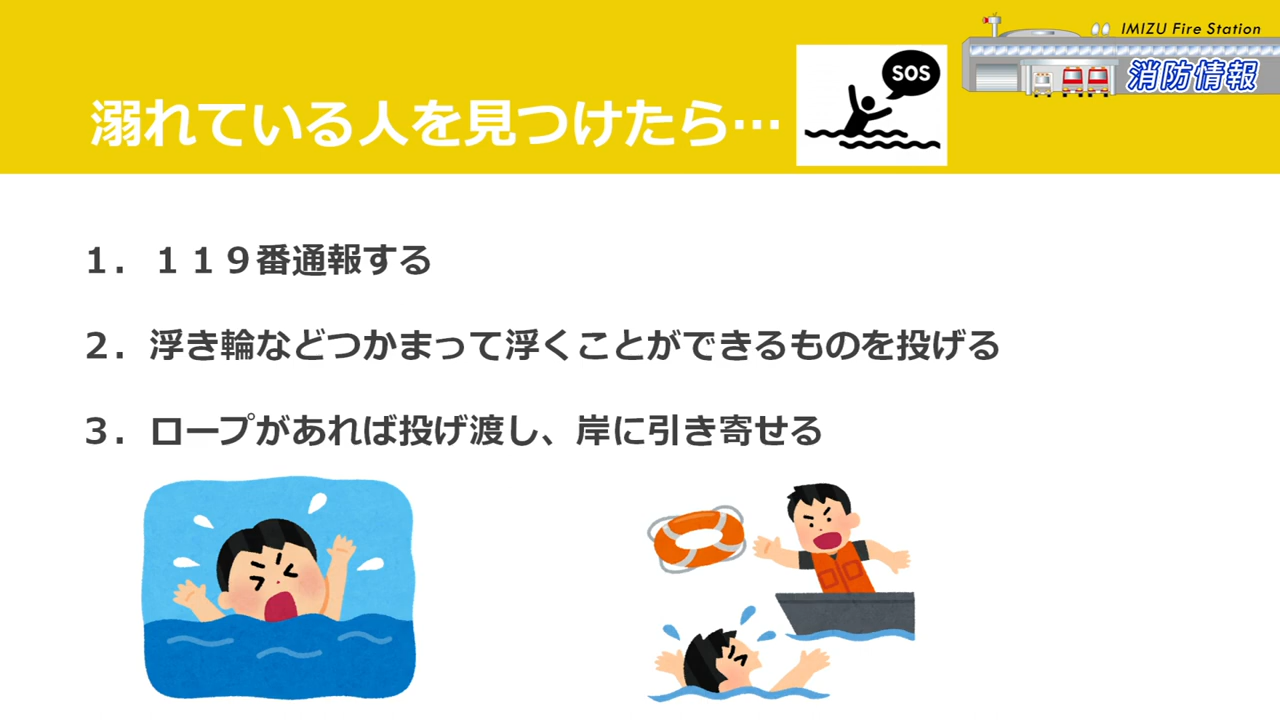 IMIZU Fire Station
消防情報
溺れている人を見つけたら…
SOS
１．１１９番通報する
２．浮き輪などつかまって浮くことができるものを投げる
３．ロープがあれば投げ渡し、岸に引き寄せる